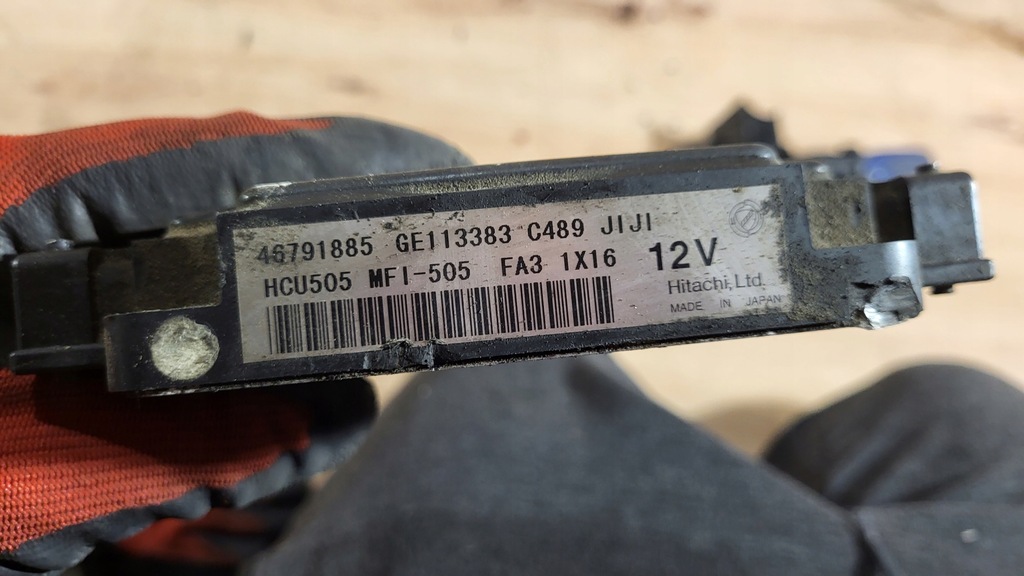 46791885 GE113383 C489 JIJI
HCU505 MFI-505 FA3 1X16 12V
Hitachi, Ltd.
MADE IN JAPAN